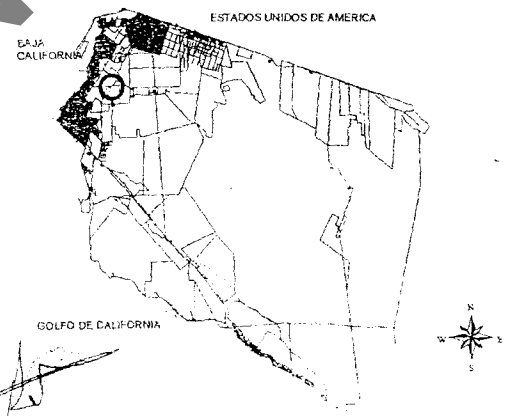 ESTADOS UNIDOS DE AMERICA
BAJA
CALIFORNIA
GOLFO DE CALIFORNIA
N
W E
S